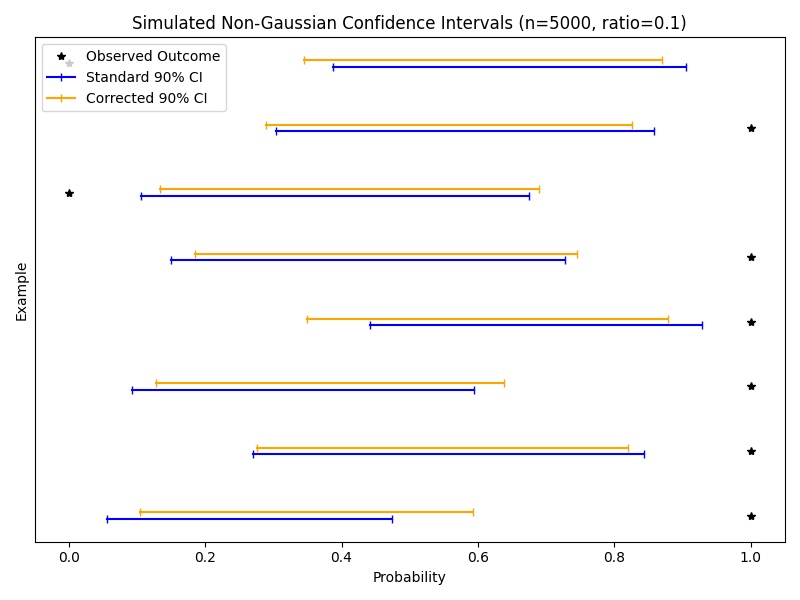 Simulated Non-Gaussian Confidence Intervals (n=5000, ratio=0.1)
Observed Outcome
Standard 90% CI
Corrected 90% CI
Example
0.0 0.2 0.4 0.6 0.8 1.0
Probability